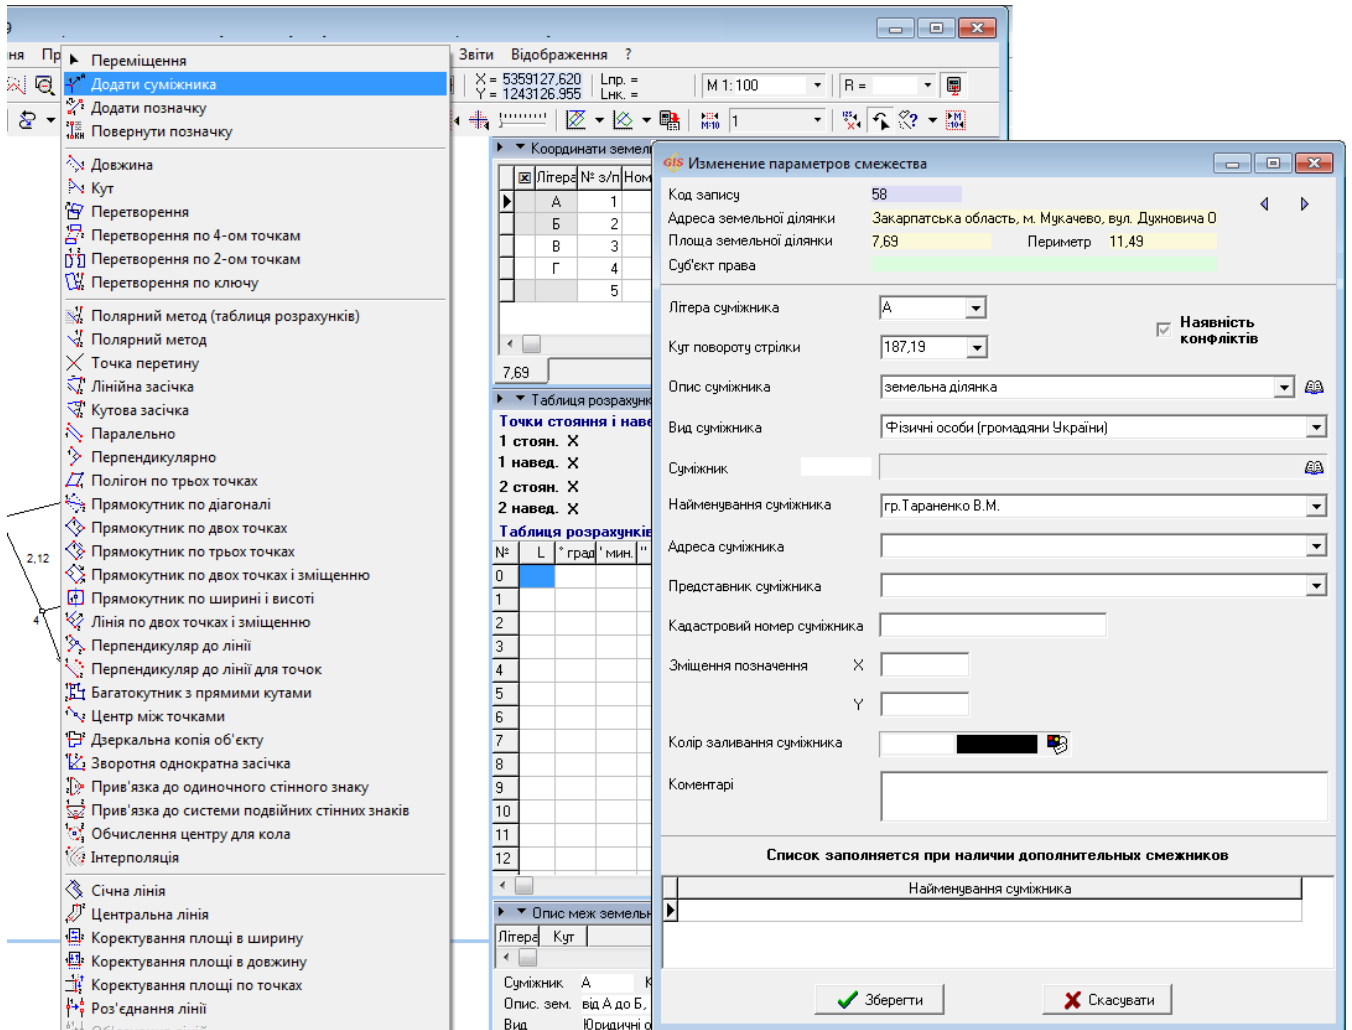 ня
Звіти Відображення ?
X = 5359127,620 Lпр. =
Y = 1243126.955 Lнк. =
M 1: 100
R =
1
Переміщення
Додати суміжника
Додати позначку
Повернути позначку
Довжина
Кут
Перетворення
Перетворення по 4-ом точкам
Перетворення по 2-ом точкам
Перетворення по ключу
Полярний метод (таблиця розрахунків)
Полярний метод
Точка перетину
Лінійна засічка
Кутова засічка
Паралельно
Перпендикулярно
Полігон по трьох точках
Прямокутник по діагоналі
Прямокутник по двох точках
Прямокутник по трьох точках
Прямокутник по двох точках і зміщенню
Прямокутник по ширині і висоті
Лінія по двох точках і зміщенню
Перпендикуляр до лінії
Перпендикуляр до лінії для точок
Багатокутник з прямими кутами
Центр між точками
Дзеркальна копія об'єкту
Зворотня однократна засічка
Прив'язка до одиночного стінного знаку
Прив'язка до системи подвійних стінних знаків
Обчислення центру для кола
Інтерполяція
Січна лінія
Центральна лінія
Коректування площі в ширину
Коректування площі в довжину
Коректування площі по точках
Роз'єднання лінії
2,12
4
Координати земел
Літера № з/п Ном
А 1
Б 2
В 3
Г 4
5
7,69
Таблиця розрахунк
Точки стояння і наве
1 стоян. X
1 навед. X
2 стоян. X
2 навед. X
Таблиця розрахунків
№ L ° град ' мин. "
0
1
2
3
4
5
6
7
8
9
10
11
12
Опис меж земельн
Літера Кут
Суміжник А К
Опис. зем. від А до Б,
Вид Юридичні о
GIS Изменение параметров смежества
Код запису 58
Адреса земельної ділянки Закарпатська область, м. Мукачево, вул. Духновича О
Площа земельної ділянки 7,69 Периметр 11,49
Суб'єкт права
Літера суміжника А
Наявність
конфліктів
Кут повороту стрілки 187,19
Опис суміжника земельна ділянка
Вид суміжника Фізичні особи (громадяни України)
Суміжник
Найменування суміжника гр.Тараненко В.М.
Адреса суміжника
Представник суміжника
Кадастровий номер суміжника
Зміщення позначення X
Y
Колір заливання суміжника
Коментарі
Список заполняется при наличии дополнительных смежников
Найменування суміжника
Зберегти Скасувати